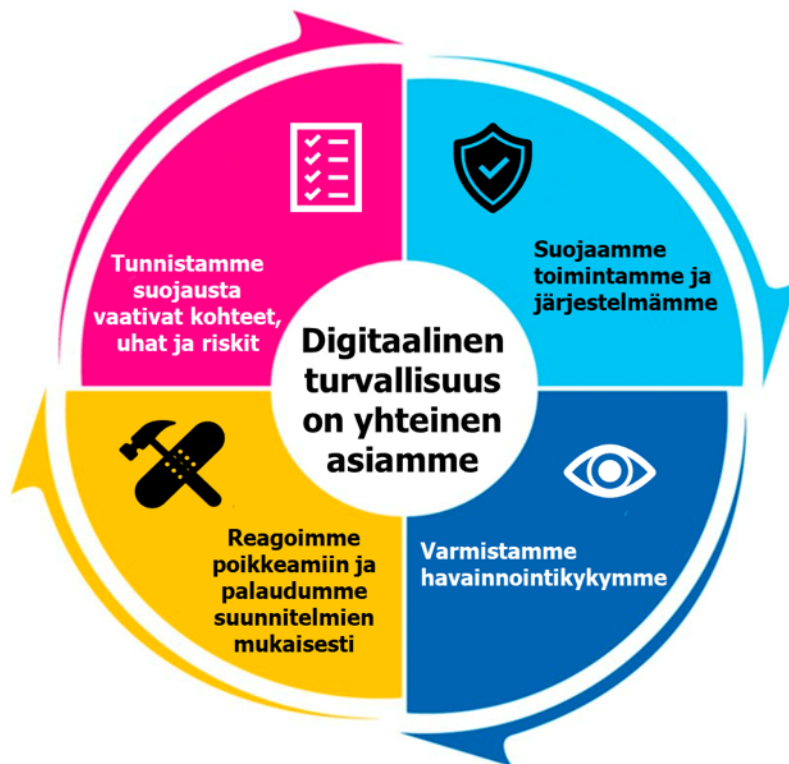 Tunnistamme
suojausta
vaativat kohteet,
uhat ja riskit
Suojaamme
toimintamme ja
järjestelmämme
Digitaalinen
turvallisuus
on yhteinen
asiamme
Reagoimme
poikkeamiin ja
palaudumme
suunnitelmien
mukaisesti
Varmistamme
havainnointikykymme